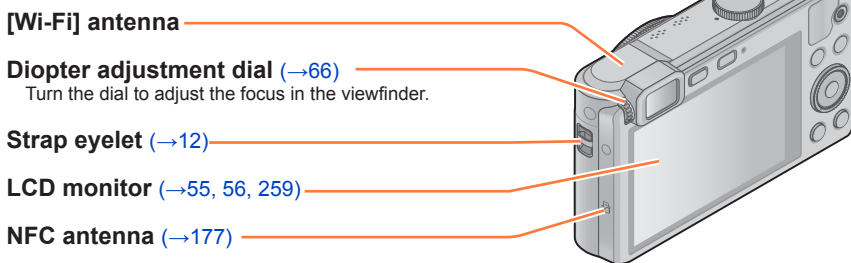 [Wi-Fi] antenna
Diopter adjustment dial (→66)
Turn the dial to adjust the focus in the viewfinder.
Strap eyelet (→12)
LCD monitor (→55, 56, 259)
NFC antenna (→177)